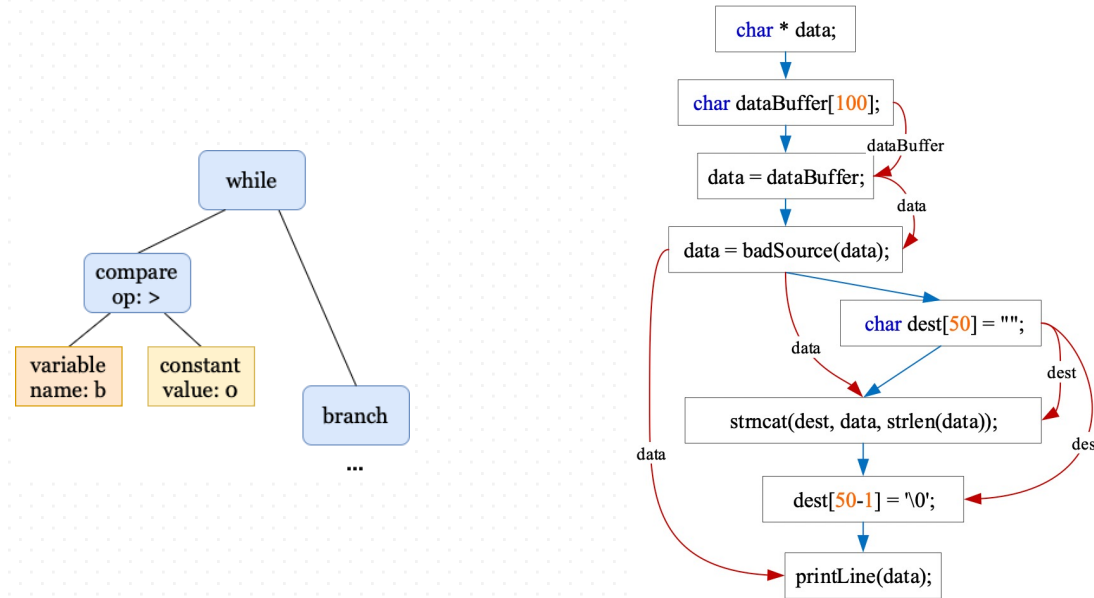 while
compare
op: >
variable
name: b
constant
value: 0
branch
...
char * data;
char dataBuffer[100];
dataBuffer
data = dataBuffer;
data
data = badSource(data);
char dest[50] = "";
data
dest
strncat(dest, data, strlen(data));
data
des
dest[50-1] = '\0';
printLine(data);